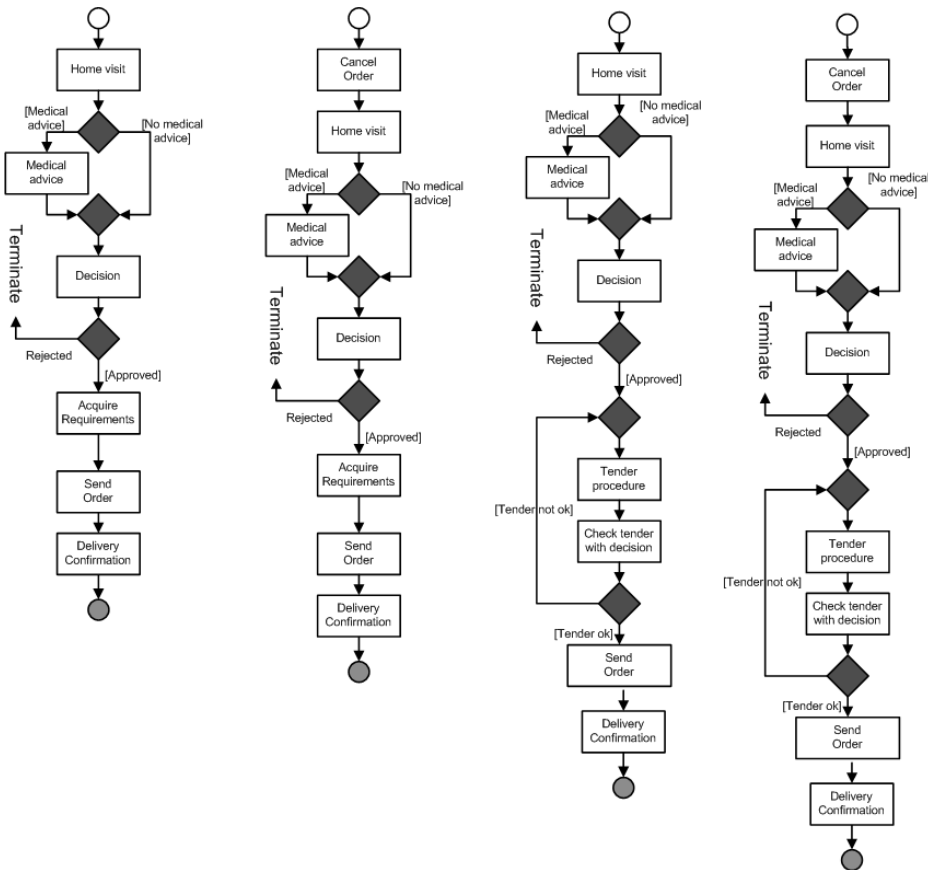 Home visit
[Medical
advice]
[No medical
advice]
Medical
advice
Terminate
Decision
Rejected
[Approved]
Acquire
Requirements
Send
Order
Delivery
Confirmation
Cancel
Order
Home visit
[Medical
advice]
[No medical
advice]
Medical
advice
Terminate
Decision
Rejected
[Approved]
Acquire
Requirements
Send
Order
Delivery
Confirmation
Home visit
[Medical
advice]
[No medical
advice]
Medical
advice
Terminate
Decision
Rejected
[Approved]
Tender
procedure
[Tender not ok]
Check tender
with decision
[Tender ok]
Send
Order
Delivery
Confirmation
Cancel
Order
Home visit
[Medical
advice]
[No medical
advice]
Medical
advice
Terminate
Decision
Rejected
[Approved]
Tender
procedure
[Tender not ok]
Check tender
with decision
[Tender ok]
Send
Order
Delivery
Confirmation